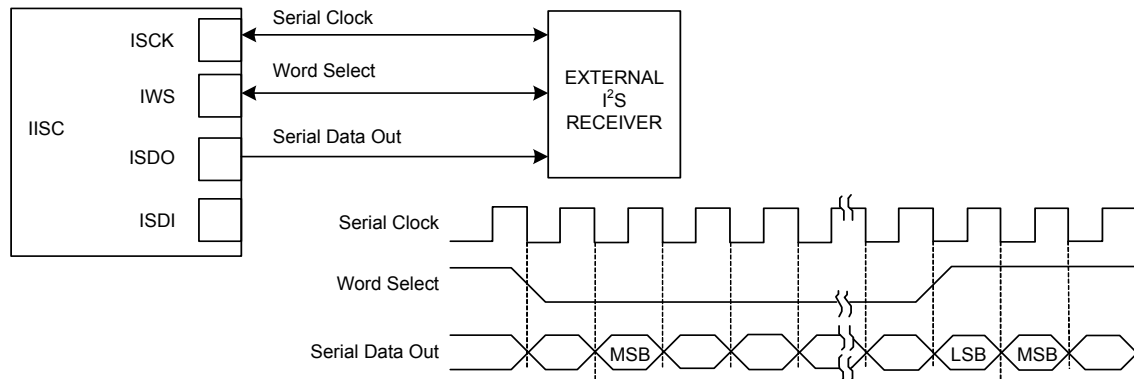 Serial Clock
ISCK
Word Select
IWS
IISC
Serial Data Out
ISDO
ISDI
EXTERNAL
I²S
RECEIVER
Serial Clock
Word Select
Serial Data Out
MSB
LSB
MSB